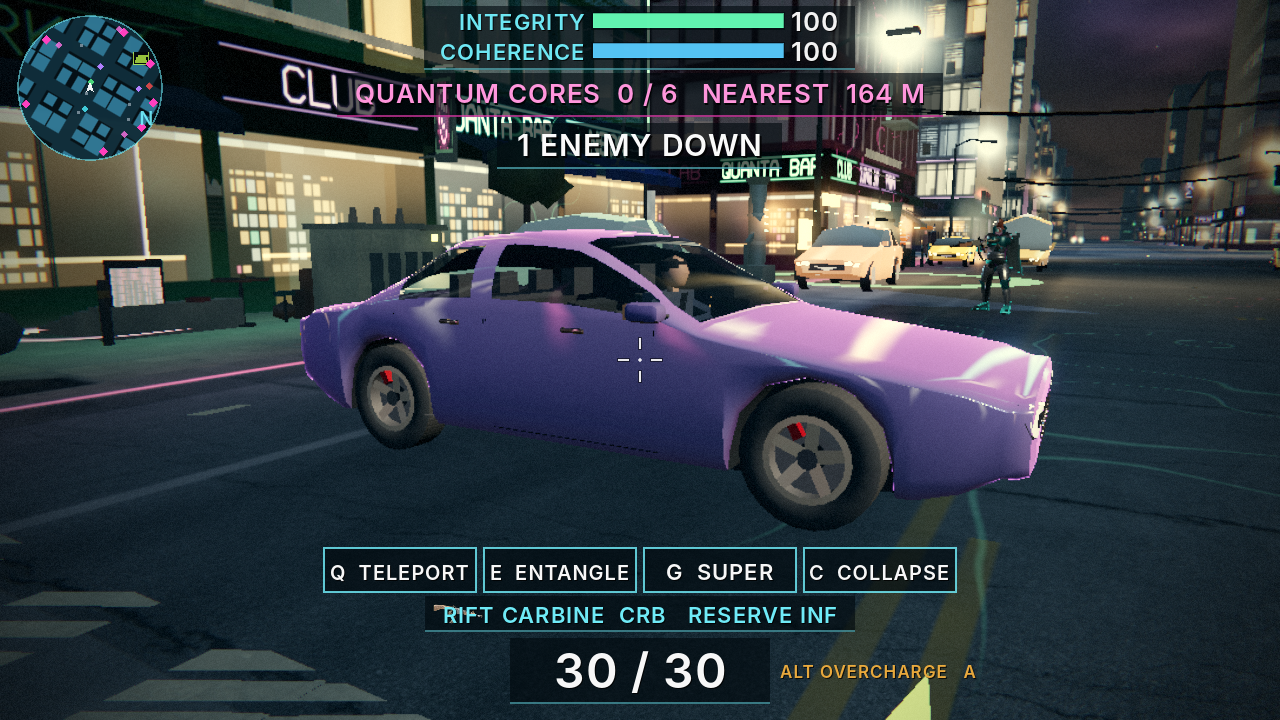 INTEGRITY 100
COHERENCE 100
QUANTUM CORES 0 / 6 NEAREST 164 M
1 ENEMY DOWN
CLUB
QUANTA BAR
CLUB
N
Q TELEPORT
E ENTANGLE
G SUPER
C COLLAPSE
RIFT CARBINE CRB RESERVE INF
30 / 30
ALT OVERCHARGE A